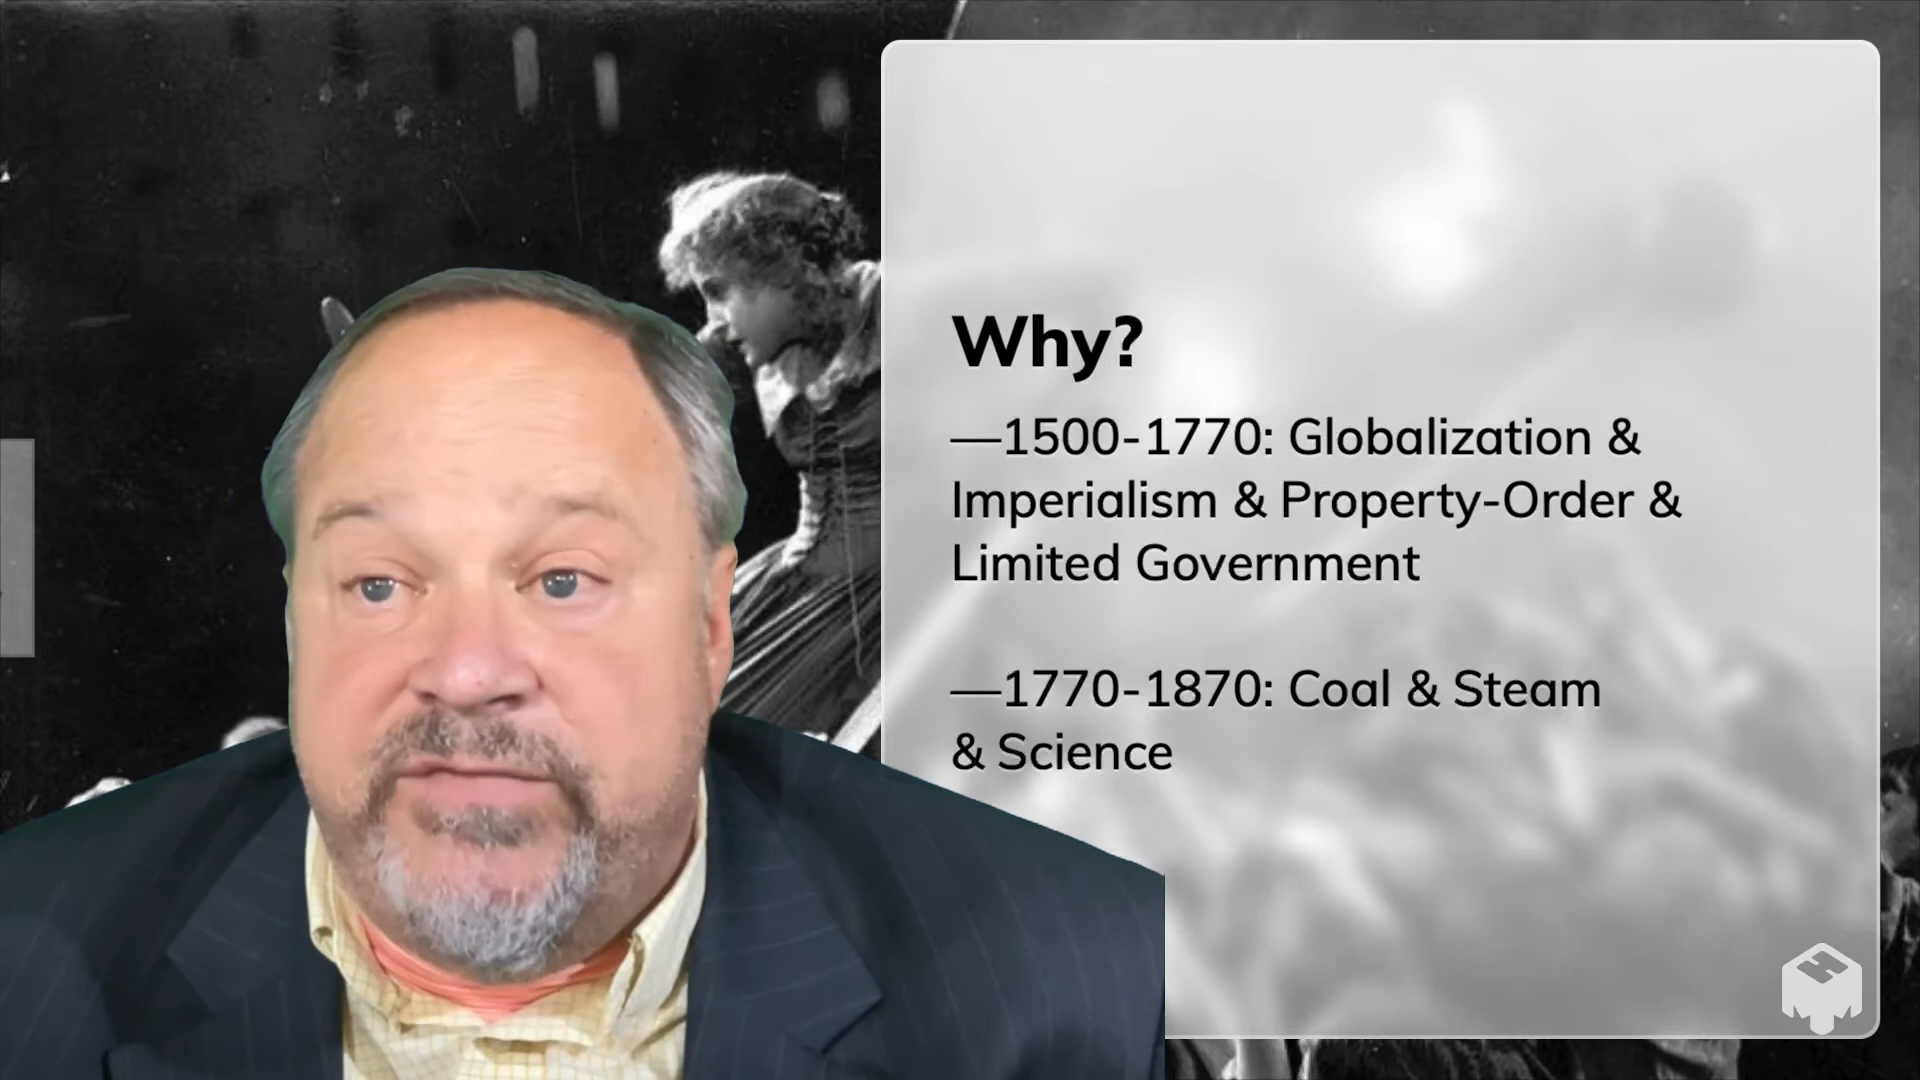 Why?
—1500-1770: Globalization &
Imperialism & Property-Order &
Limited Government
—1770-1870: Coal & Steam
& Science